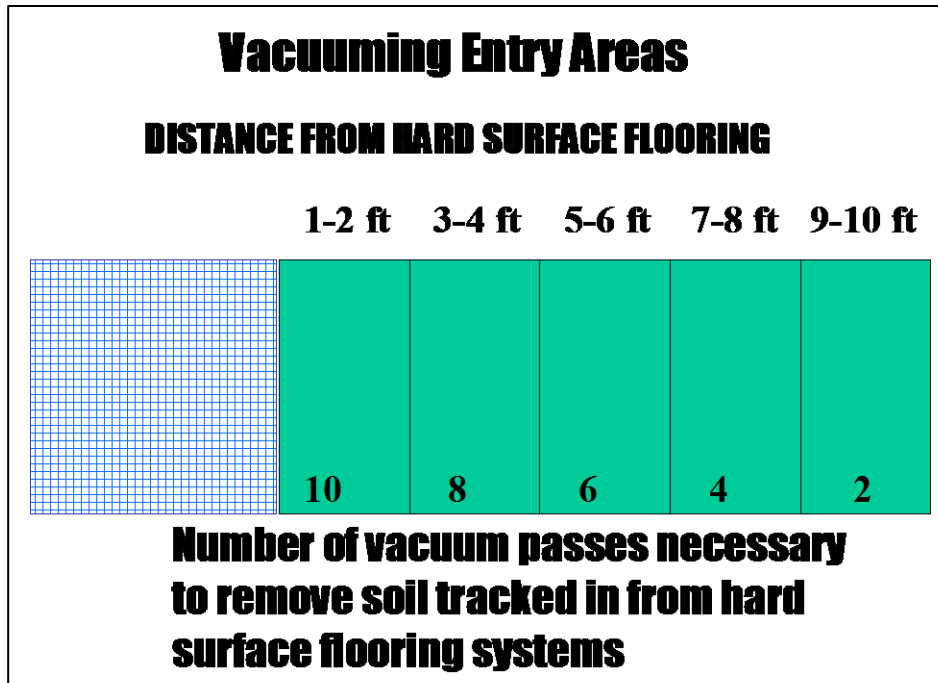 Vacuuming Entry Areas
DISTANCE FROM HARD SURFACE FLOORING
1-2 ft 3-4 ft 5-6 ft 7-8 ft 9-10 ft
10 8 6 4 2
Number of vacuum passes necessary
to remove soil tracked in from hard
surface flooring systems